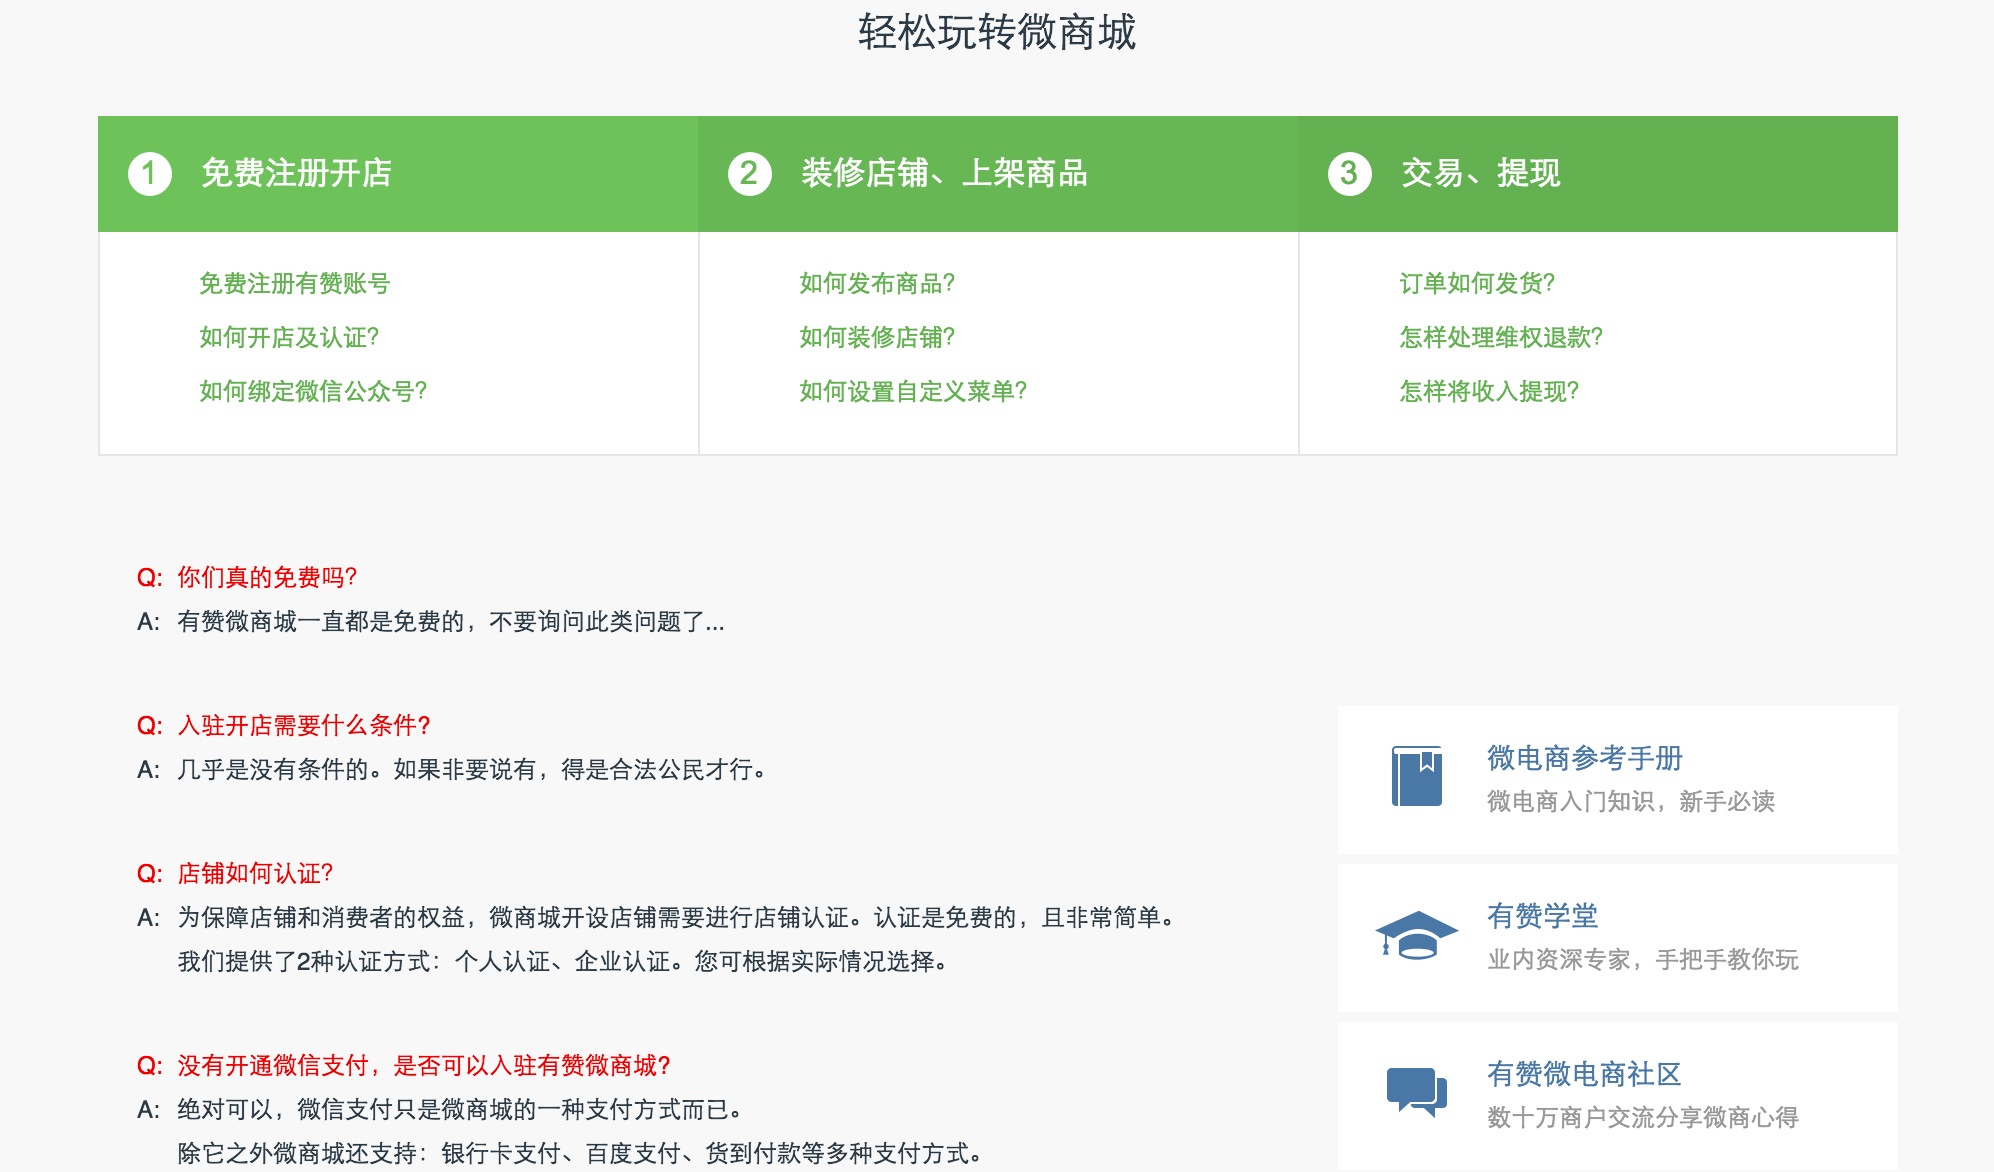 轻松玩转微商城
1 免费注册开店
免费注册有赞账号
如何开店及认证?
如何绑定微信公众号?
2 装修店铺、上架商品
如何发布商品?
如何装修店铺?
如何设置自定义菜单?
3 交易、提现
订单如何发货?
怎样处理维权退款?
怎样将收入提现?
Q: 你们真的免费吗?
A: 有赞微商城一直都是免费的，不要询问此类问题了...
Q: 入驻开店需要什么条件?
A: 几乎是没有条件的。如果非要说有，得是合法公民才行。
Q: 店铺如何认证?
A: 为保障店铺和消费者的权益，微商城开设店铺需要进行店铺认证。认证是免费的，且非常简单。
我们提供了2种认证方式：个人认证、企业认证。您可根据实际情况选择。
Q: 没有开通微信支付，是否可以入驻有赞微商城?
A: 绝对可以，微信支付只是微商城的一种支付方式而已。
除它之外微商城还支持：银行卡支付、百度支付、货到付款等多种支付方式。
微电商参考手册
微电商入门知识，新手必读
有赞学堂
业内资深专家，手把手教你玩
有赞微电商社区
数十万商户交流分享微商心得